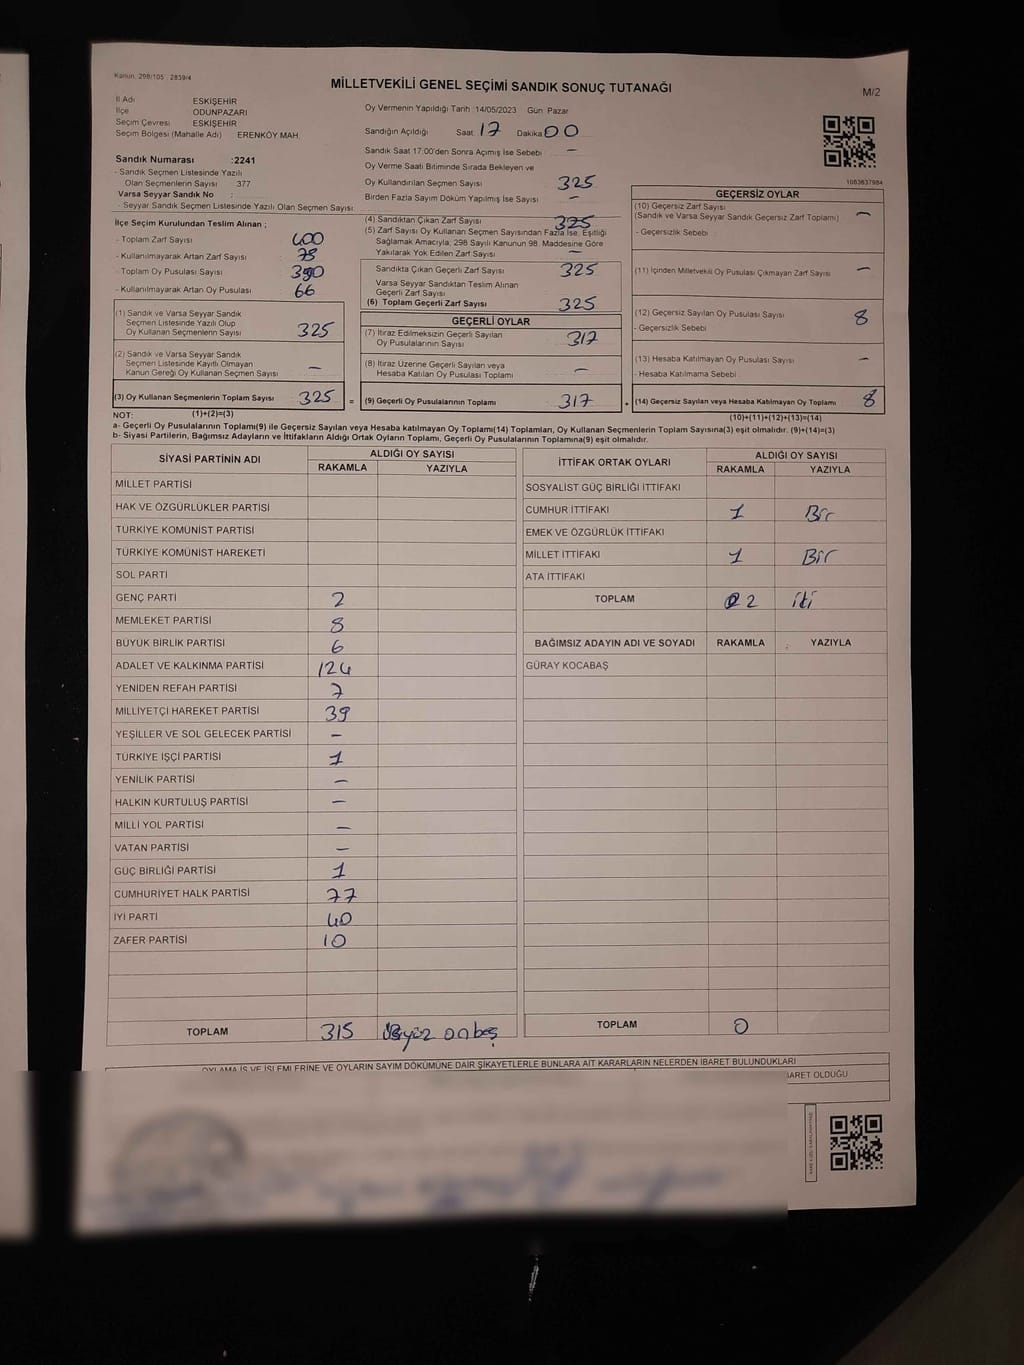 Kanun. 298/105 2839/4
MİLLETVEKİLİ GENEL SEÇİMİ SANDIK SONUÇ TUTANAĞI
M/2
İl Adı ESKİŞEHİR
İlçe ODUNPAZARI
Seçim Çevresi ESKİŞEHİR
Seçim Bölgesi (Mahalle Adı) ERENKÖY MAH.
Sandık Numarası :2241
- Sandık Seçmen Listesinde Yazılı
Olan Seçmenlerin Sayısı 377
Varsa Seyyar Sandık No :
- Seyyar Sandık Seçmen Listesinde Yazılı Olan Seçmen Sayısı
İlçe Seçim Kurulundan Teslim Alınan ;
- Toplam Zarf Sayısı 400
- Kullanılmayarak Artan Zarf Sayısı 75
- Toplam Oy Pusulası Sayısı 390
- Kullanılmayarak Artan Oy Pusulası 66
(1) Sandık ve Varsa Seyyar Sandık
Seçmen Listesinde Yazılı Olup
Oy Kullanan Seçmenlerin Sayısı 325
(2) Sandık ve Varsa Seyyar Sandık
Seçmen Listesinde Kayıtlı Olmayan
Kanun Gereği Oy Kullanan Seçmen Sayısı –
(3) Oy Kullanan Seçmenlerin Toplam Sayısı 325 =
Oy Vermenin Yapıldığı Tarih :14/05/2023 Gün: Pazar
Sandığın Açıldığı Saat: 17 Dakika: 00
Sandık Saat 17:00'den Sonra Açımış İse Sebebi –
Oy Verme Saati Bitiminde Sırada Bekleyen ve
Oy Kullandırılan Seçmen Sayısı 325
Birden Fazla Sayım Döküm Yapılmış İse Sayısı –
(4) Sandıktan Çıkan Zarf Sayısı 325
(5) Zarf Sayısı Oy Kullanan Seçmen Sayısından Fazla İse, Eşitliği
Sağlamak Amacıyla, 298 Sayılı Kanunun 98. Maddesine Göre
Yakılarak Yok Edilen Zarf Sayısı –
Sandıkta Çıkan Geçerli Zarf Sayısı 325
Varsa Seyyar Sandıktan Teslim Alınan
Geçerli Zarf Sayısı
(6) Toplam Geçerli Zarf Sayısı 325
GEÇERLİ OYLAR
(7) İtiraz Edilmeksizin Geçerli Sayılan
Oy Pusulalarının Sayısı 317
(8) İtiraz Üzerine Geçerli Sayılan veya
Hesaba Katılan Oy Pusulası Toplamı –
(9) Geçerli Oy Pusulalarının Toplamı 317 +
1083637984
GEÇERSİZ OYLAR
(10) Geçersiz Zarf Sayısı
(Sandık ve Varsa Seyyar Sandık Geçersiz Zarf Toplamı) –
- Geçersizlik Sebebi
(11) İçinden Milletvekili Oy Pusulası Çıkmayan Zarf Sayısı –
(12) Geçersiz Sayılan Oy Pusulası Sayısı 8
- Geçersizlik Sebebi
(13) Hesaba Katılmayan Oy Pusulası Sayısı –
- Hesaba Katılmama Sebebi
(14) Geçersiz Sayılan veya Hesaba Katılmayan Oy Toplamı 8
NOT: (1)+(2)=(3) (10)+(11)+(12)+(13)=(14)
a- Geçerli Oy Pusulalarının Toplamı(9) ile Geçersiz Sayılan veya Hesaba katılmayan Oy Toplamı(14) Toplamları, Oy Kullanan Seçmenlerin Toplam Sayısına(3) eşit olmalıdır. (9)+(14)=(3)
b- Siyasi Partilerin, Bağımsız Adayların ve İttifakların Aldığı Ortak Oyların Toplamı, Geçerli Oy Pusulalarının Toplamına(9) eşit olmalıdır.
SİYASİ PARTİNİN ADI ALDIĞI OY SAYISI
RAKAMLA YAZIYLA
MİLLET PARTİSİ
HAK VE ÖZGÜRLÜKLER PARTİSİ
TÜRKİYE KOMÜNİST PARTİSİ
TÜRKİYE KOMÜNİST HAREKETİ
SOL PARTİ
GENÇ PARTİ 2
MEMLEKET PARTİSİ 8
BÜYÜK BİRLİK PARTİSİ 6
ADALET VE KALKINMA PARTİSİ 124
YENİDEN REFAH PARTİSİ 7
MİLLİYETÇİ HAREKET PARTİSİ 39
YEŞİLLER VE SOL GELECEK PARTİSİ –
TÜRKİYE İŞÇİ PARTİSİ 1
YENİLİK PARTİSİ –
HALKIN KURTULUŞ PARTİSİ –
MİLLİ YOL PARTİSİ –
VATAN PARTİSİ –
GÜÇ BİRLİĞİ PARTİSİ 1
CUMHURİYET HALK PARTİSİ 77
İYİ PARTİ 40
ZAFER PARTİSİ 10
TOPLAM 315 üçyüz onbeş
İTTİFAK ORTAK OYLARI ALDIĞI OY SAYISI
RAKAMLA YAZIYLA
SOSYALİST GÜÇ BİRLİĞİ İTTİFAKI
CUMHUR İTTİFAKI 1 Bir
EMEK VE ÖZGÜRLÜK İTTİFAKI
MİLLET İTTİFAKI 1 Bir
ATA İTTİFAKI
TOPLAM 2 iki
BAĞIMSIZ ADAYIN ADI VE SOYADI RAKAMLA YAZIYLA
GÜRAY KOCABAŞ
TOPLAM 0
OYLAMA İŞ VE İŞLEMLERİNE VE OYLARIN SAYIM DÖKÜMÜNE DAİR ŞİKAYETLERLE BUNLARA AİT KARARLARIN NELERDEN İBARET BULUNDUKLARI
İBARET OLDUĞU